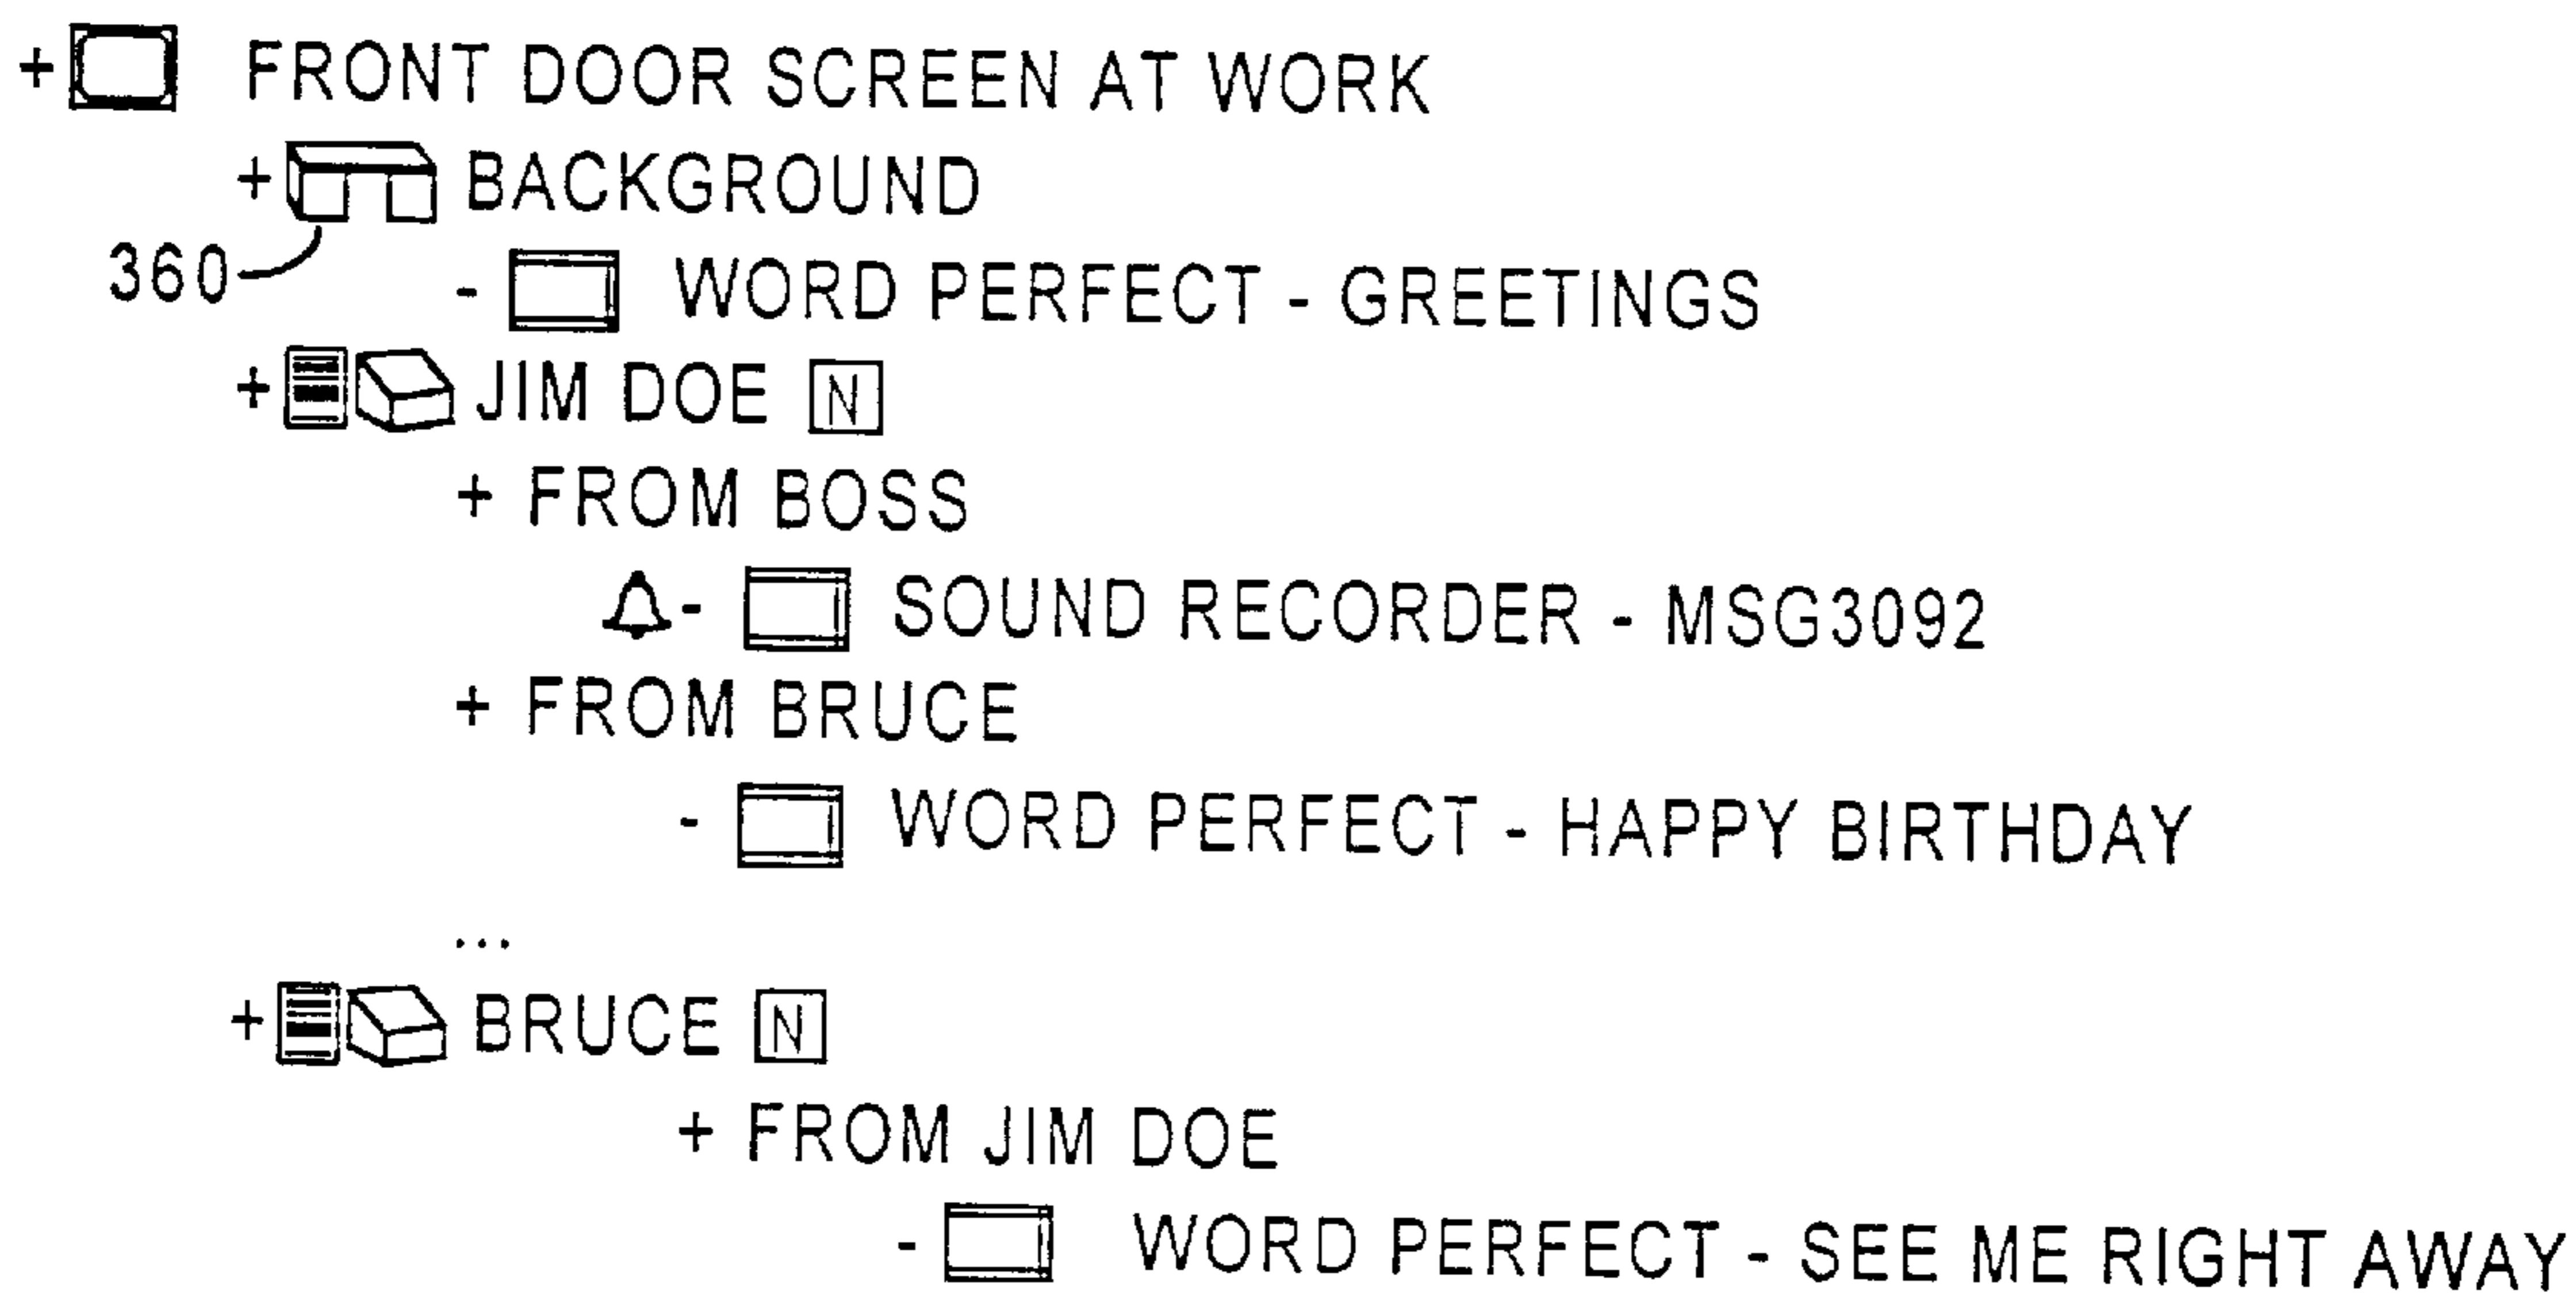 + FRONT DOOR SCREEN AT WORK
+ BACKGROUND
360
- WORD PERFECT - GREETINGS
+ JIM DOE N
+ FROM BOSS
- SOUND RECORDER - MSG3092
+ FROM BRUCE
- WORD PERFECT - HAPPY BIRTHDAY
...
+ BRUCE N
+ FROM JIM DOE
- WORD PERFECT - SEE ME RIGHT AWAY